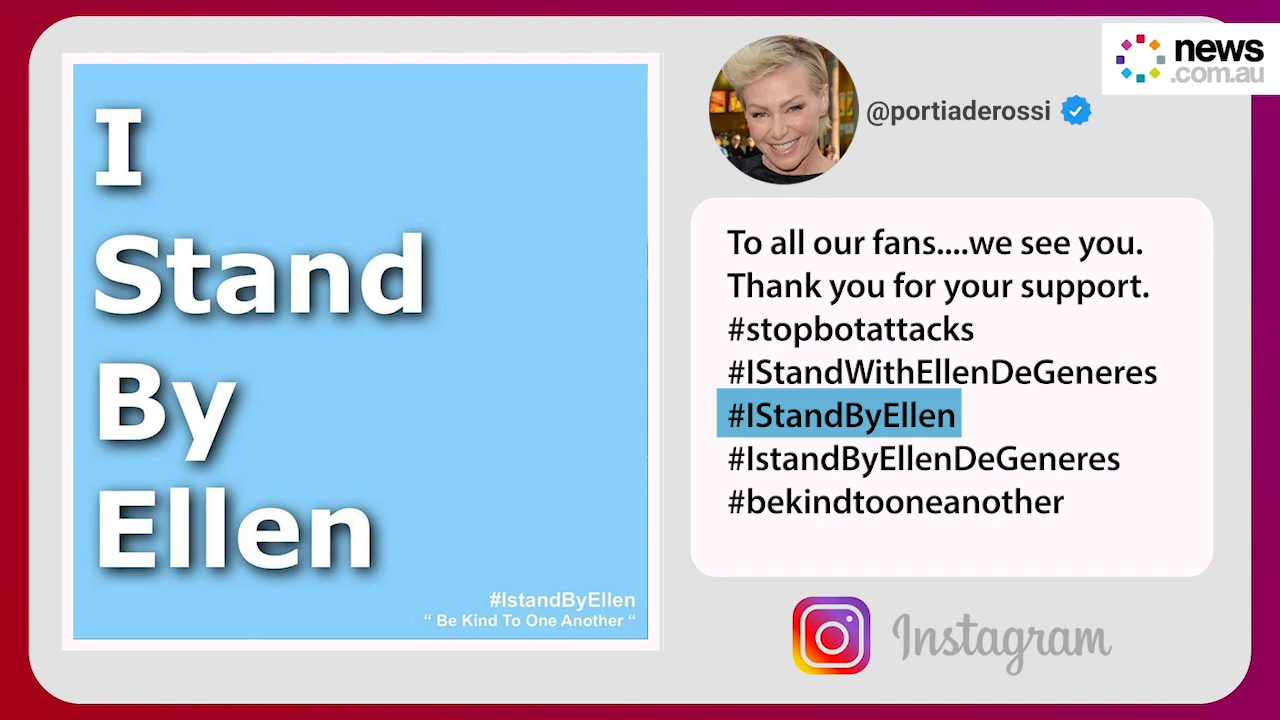 I
Stand
By
Ellen
#IstandByEllen
“ Be Kind To One Another “
@portiaderossi
news
.com.au
To all our fans....we see you.
Thank you for your support.
#stopbotattacks
#IStandWithEllenDeGeneres
#IStandByEllen
#IstandByEllenDeGeneres
#bekindtooneanother
Instagram